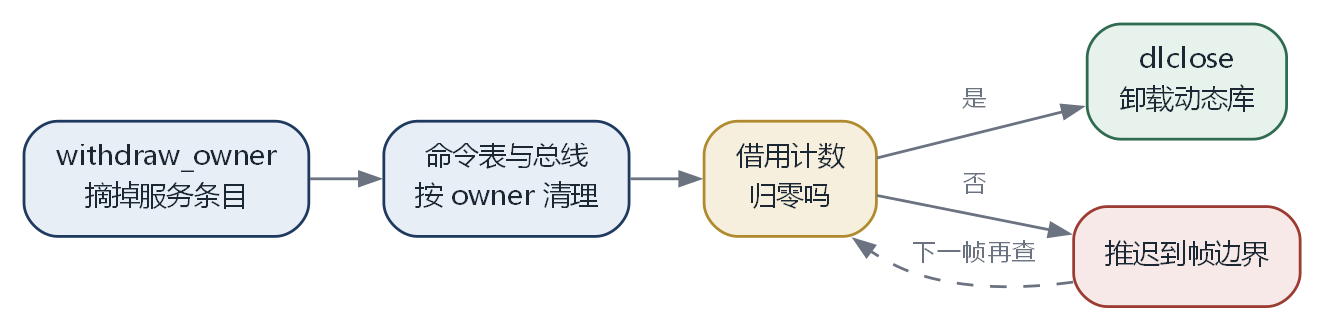 withdraw_owner
摘掉服务条目
命令表与总线
按 owner 清理
借用计数
归零吗
是
dlclose
卸载动态库
否
下一帧再查
推迟到帧边界